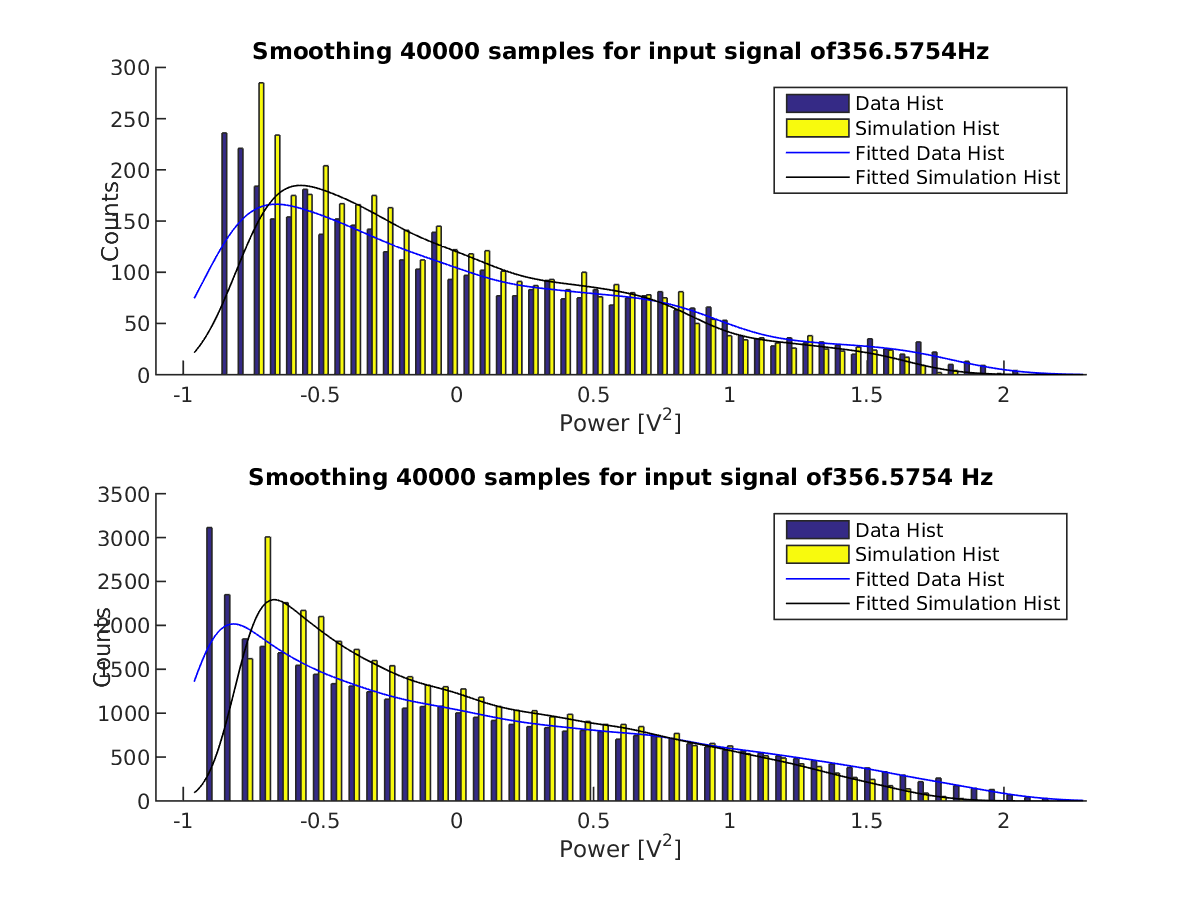 Smoothing 40000 samples for input signal of356.5754Hz
300
250
200
150
100
50
0
Counts
Data Hist
Simulation Hist
Fitted Data Hist
Fitted Simulation Hist
-1 -0.5 0 0.5 1 1.5 2
Power [V²]
Smoothing 40000 samples for input signal of356.5754 Hz
3500
3000
2500
2000
1500
1000
500
0
Counts
Data Hist
Simulation Hist
Fitted Data Hist
Fitted Simulation Hist
-1 -0.5 0 0.5 1 1.5 2
Power [V²]